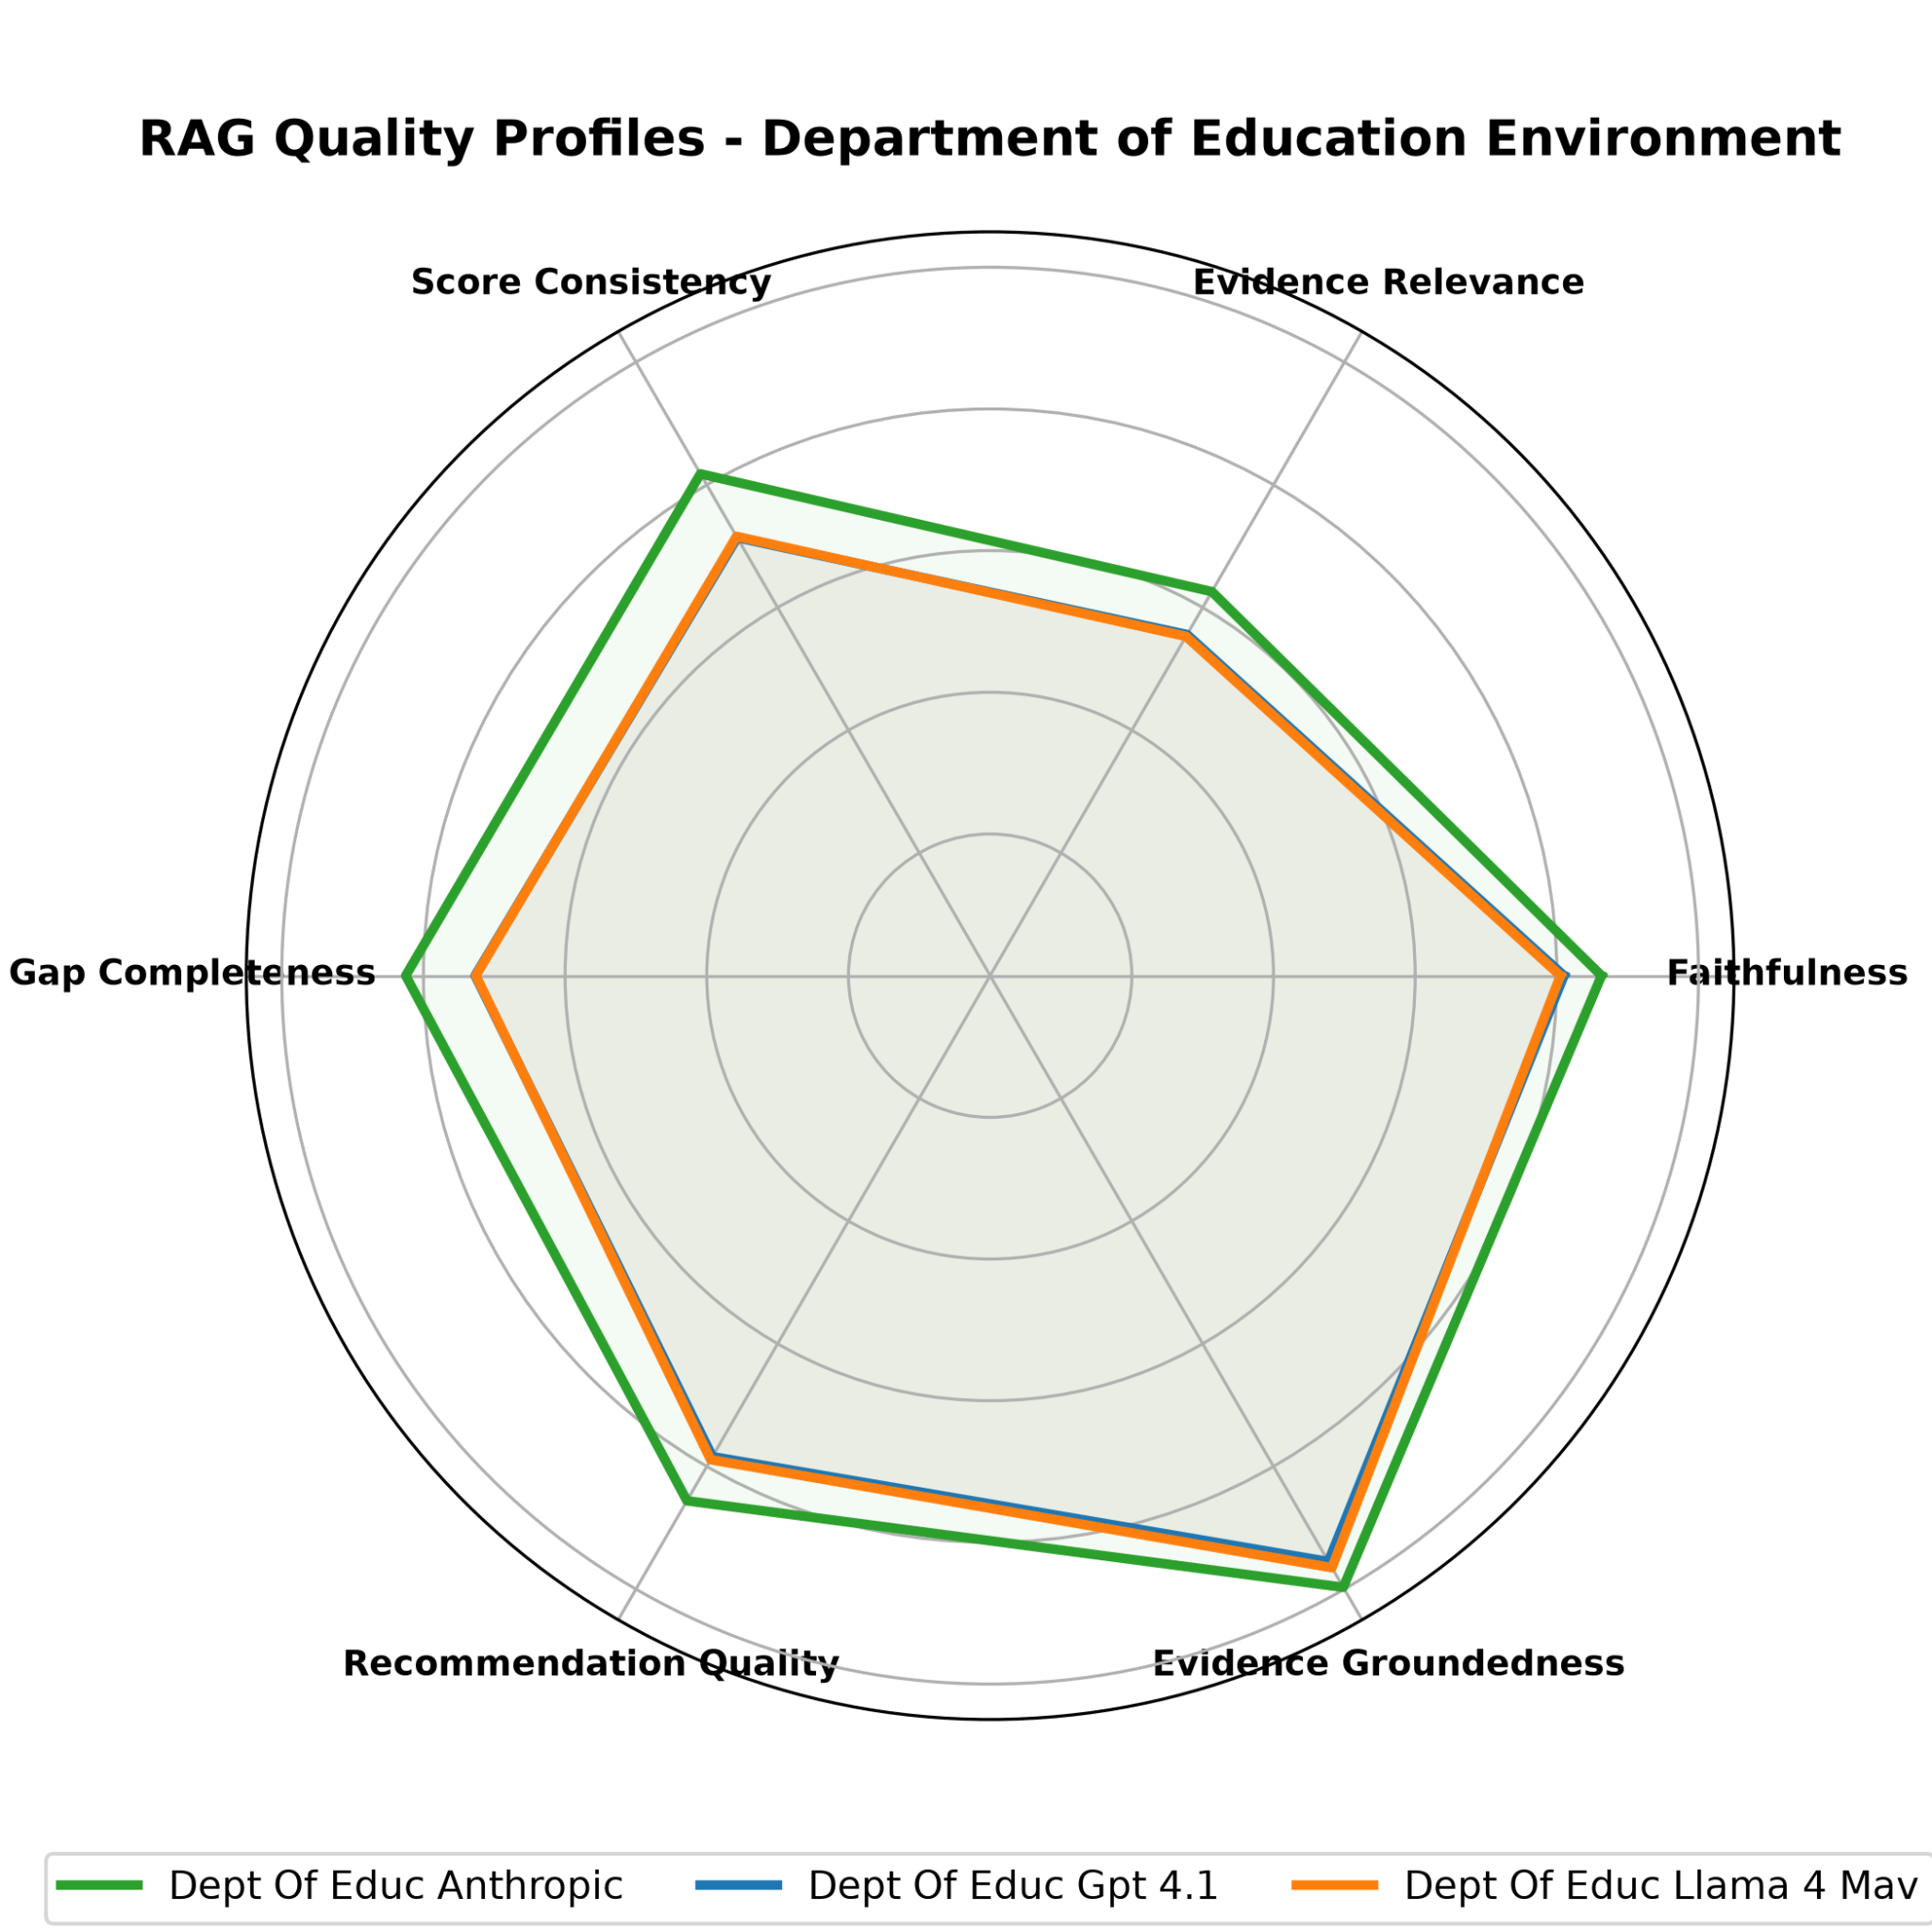 RAG Quality Profiles - Department of Education Environment
Score Consistency
Evidence Relevance
Gap Completeness
Faithfulness
Recommendation Quality
Evidence Groundedness
Dept Of Educ Anthropic
Dept Of Educ Gpt 4.1
Dept Of Educ Llama 4 Mav